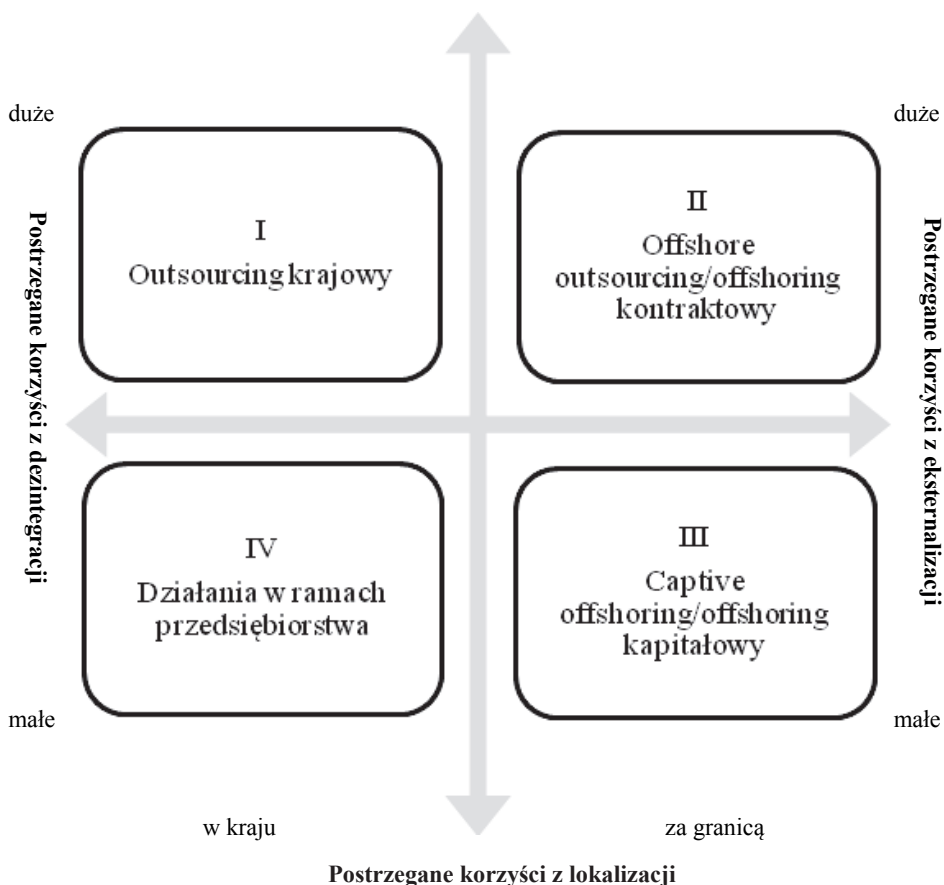 duże
duże
Postrzegane korzyści z dezintegracji
I
Outsourcing krajowy
II
Offshore
outsourcing/offshoring
kontraktowy
Postrzegane korzyści z eksternalizacji
IV
Działania w ramach
przedsiębiorstwa
III
Captive
offshoring/offshoring
kapitałowy
małe
małe
w kraju
za granicą
Postrzegane korzyści z lokalizacji